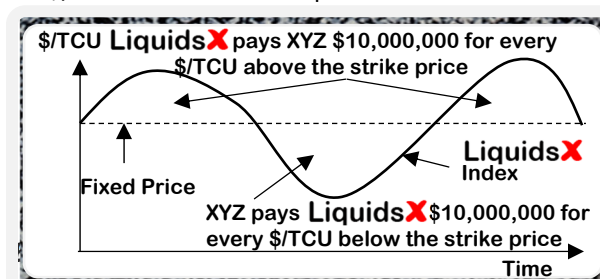 $/TCU LiquidsX pays XYZ $10,000,000 for every
$/TCU above the strike price
LiquidsX
Index
Fixed Price
XYZ pays LiquidsX $10,000,000 for
every $/TCU below the strike price
Time